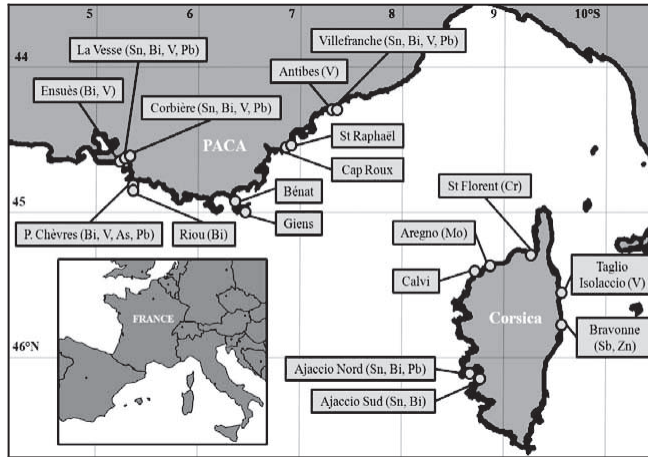 5 6 7 8 9 10°S
44
45
46°N
La Vesse (Sn, Bi, V, Pb)
Villefranche (Sn, Bi, V, Pb)
Ensuès (Bi, V)
Antibes (V)
Corbière (Sn, Bi, V, Pb)
St Raphaël
PACA
Cap Roux
St Florent (Cr)
Bénat
P. Chèvres (Bi, V, As, Pb)
Riou (Bi)
Giens
Aregno (Mo)
Calvi
Taglio
Isolaccio (V)
Corsica
Bravonne
(Sb, Zn)
FRANCE
Ajaccio Nord (Sn, Bi, Pb)
Ajaccio Sud (Sn, Bi)